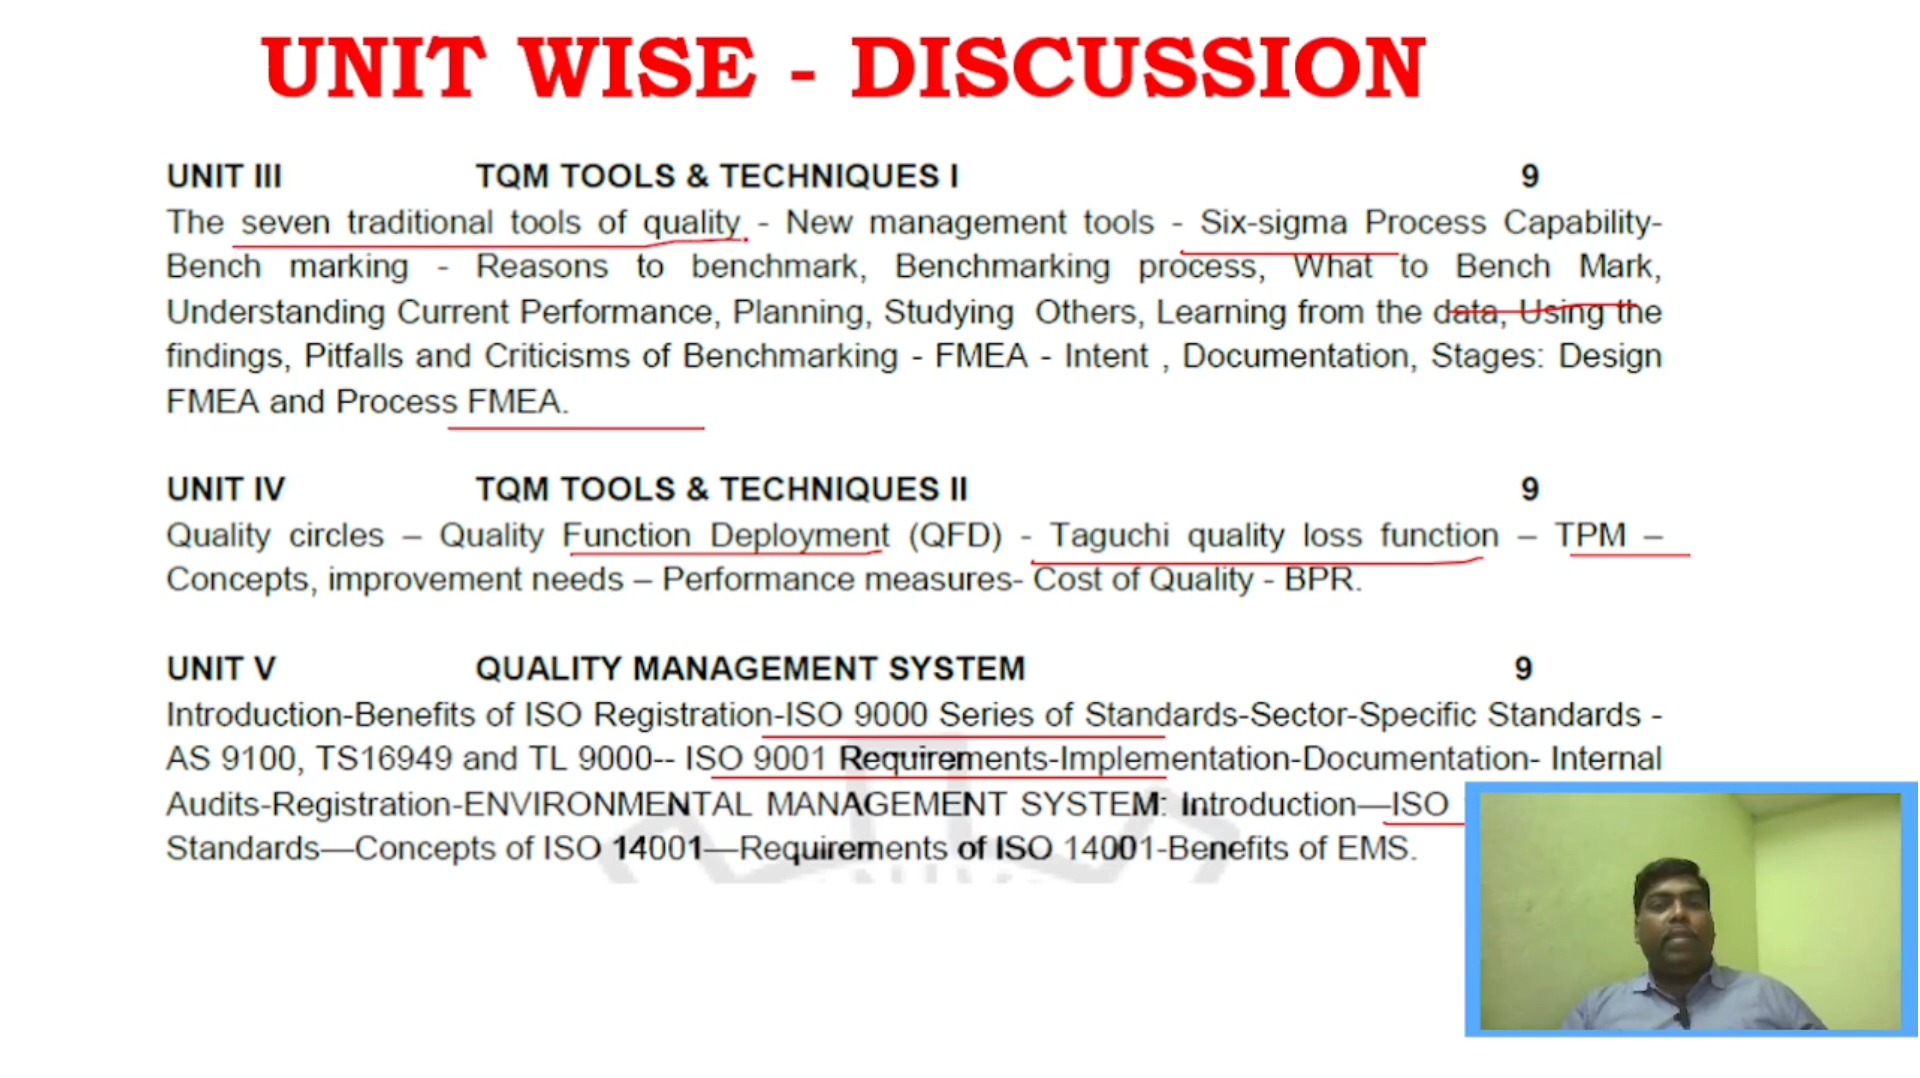 UNIT WISE - DISCUSSION
UNIT III TQM TOOLS & TECHNIQUES I 9
The seven traditional tools of quality - New management tools - Six-sigma Process Capability-
Bench marking - Reasons to benchmark, Benchmarking process, What to Bench Mark,
Understanding Current Performance, Planning, Studying Others, Learning from the data, Using the
findings, Pitfalls and Criticisms of Benchmarking - FMEA - Intent , Documentation, Stages: Design
FMEA and Process FMEA.
UNIT IV TQM TOOLS & TECHNIQUES II 9
Quality circles – Quality Function Deployment (QFD) - Taguchi quality loss function – TPM –
Concepts, improvement needs – Performance measures- Cost of Quality - BPR.
UNIT V QUALITY MANAGEMENT SYSTEM 9
Introduction-Benefits of ISO Registration-ISO 9000 Series of Standards-Sector-Specific Standards -
AS 9100, TS16949 and TL 9000-- ISO 9001 Requirements-Implementation-Documentation- Internal
Audits-Registration-ENVIRONMENTAL MANAGEMENT SYSTEM: Introduction—ISO
Standards—Concepts of ISO 14001—Requirements of ISO 14001-Benefits of EMS.